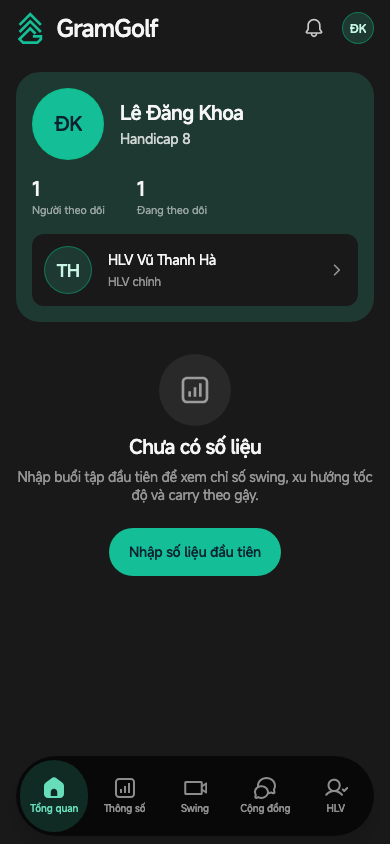 GramGolf
ĐK
ĐK
Lê Đăng Khoa
Handicap 8
1
1
Người theo dõi
Đang theo dõi
TH
HLV Vũ Thanh Hà
HLV chính
Chưa có số liệu
Nhập buổi tập đầu tiên để xem chỉ số swing, xu hướng tốc
độ và carry theo gậy.
Nhập số liệu đầu tiên
Tổng quan
Thông số
Swing
Cộng đồng
HLV